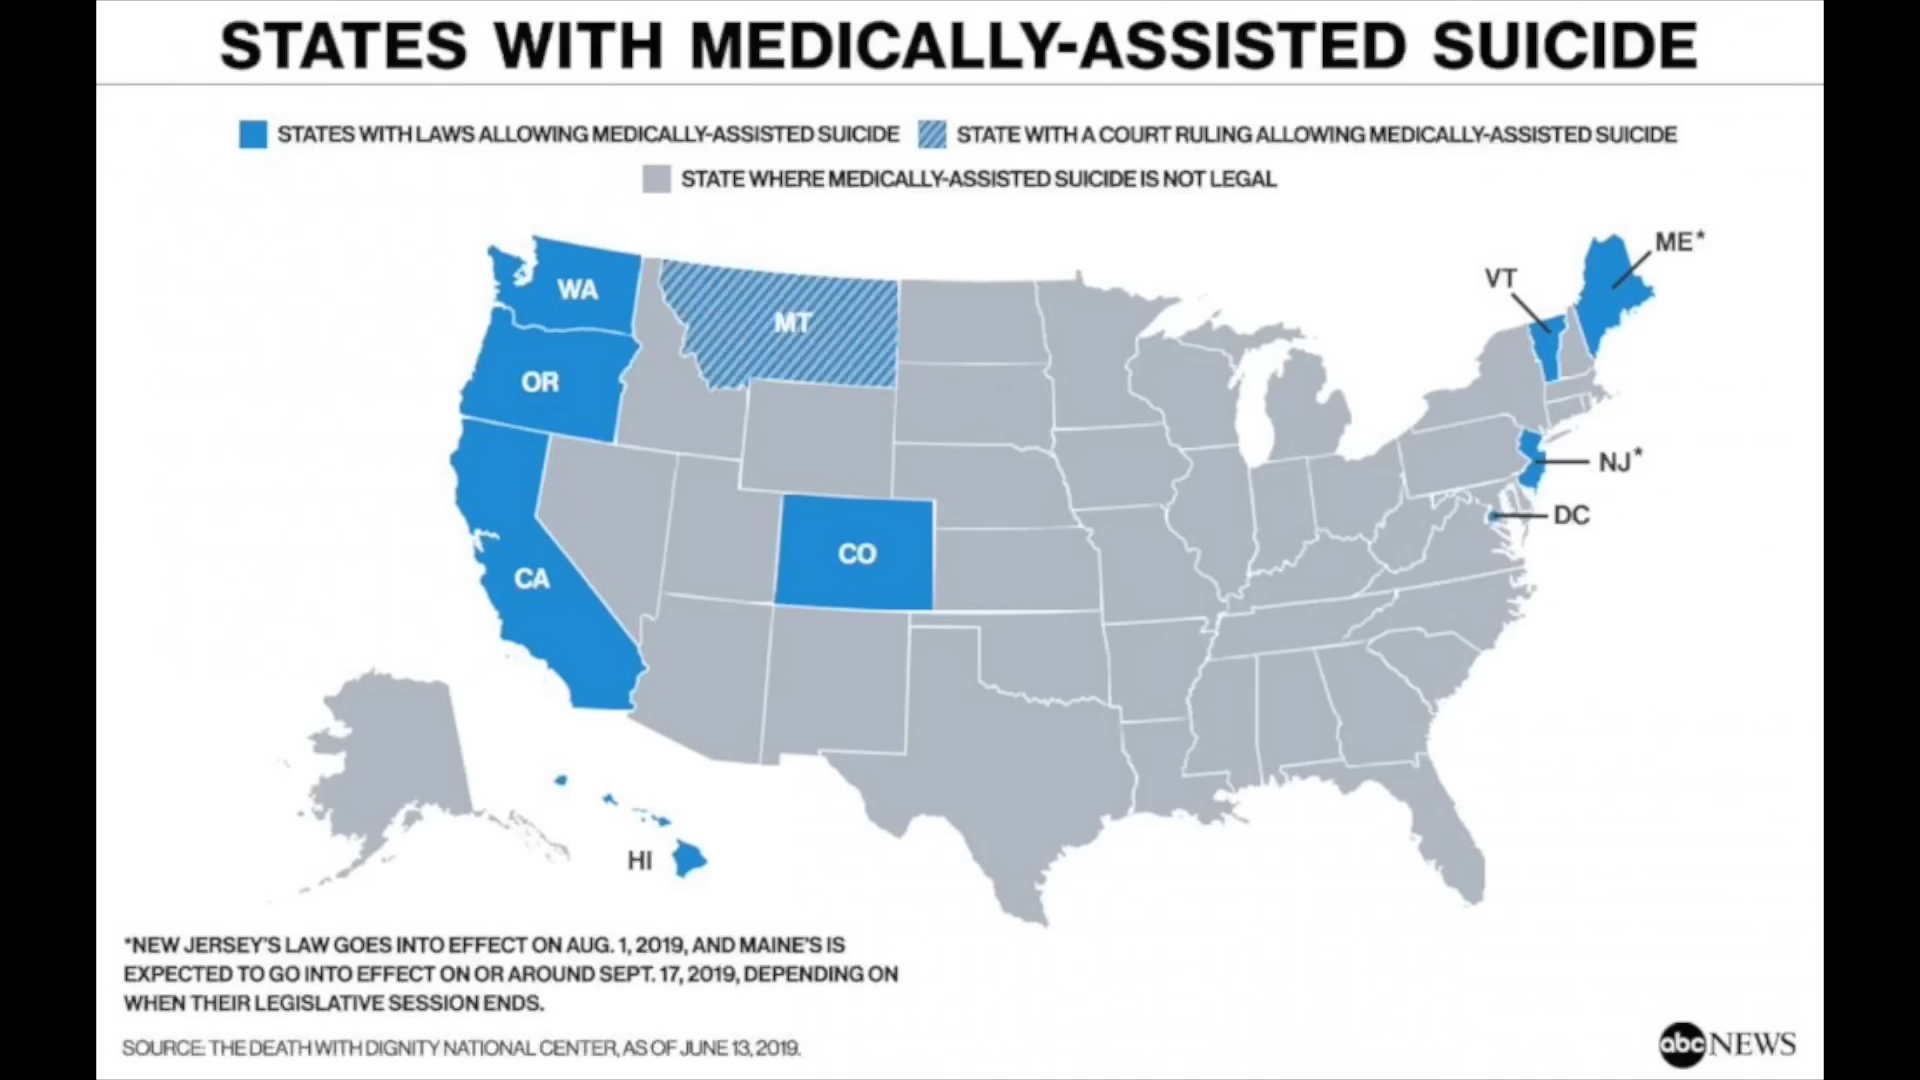 STATES WITH MEDICALLY-ASSISTED SUICIDE
STATES WITH LAWS ALLOWING MEDICALLY-ASSISTED SUICIDE
STATE WITH A COURT RULING ALLOWING MEDICALLY-ASSISTED SUICIDE
STATE WHERE MEDICALLY-ASSISTED SUICIDE IS NOT LEGAL
ME*
VT
WA
MT
OR
NJ*
DC
CO
CA
HI
*NEW JERSEY'S LAW GOES INTO EFFECT ON AUG. 1, 2019, AND MAINE'S IS
EXPECTED TO GO INTO EFFECT ON OR AROUND SEPT. 17, 2019, DEPENDING ON
WHEN THEIR LEGISLATIVE SESSION ENDS.
SOURCE: THE DEATH WITH DIGNITY NATIONAL CENTER, AS OF JUNE 13, 2019.
abc NEWS